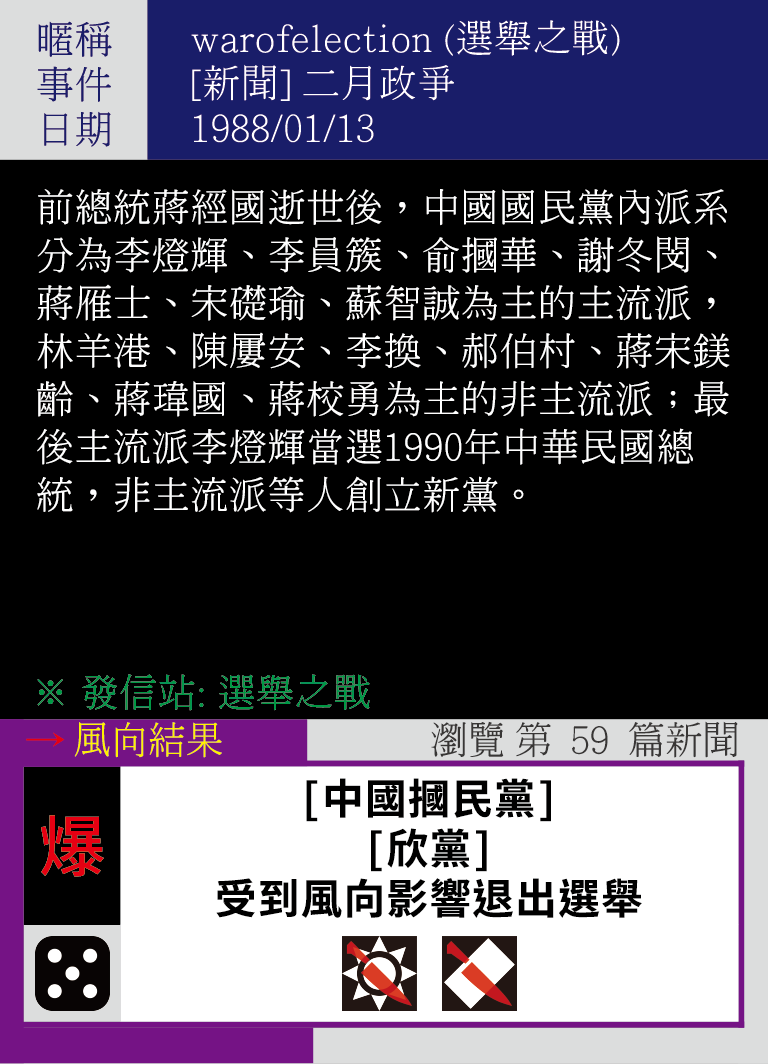 暱稱 warofelection (選舉之戰)
事件 [新聞] 二月政爭
日期 1988/01/13
前總統蔣經國逝世後，中國國民黨內派系
分為李燈輝、李員簇、俞摑華、謝冬閔、
蔣雁士、宋礎瑜、蘇智誠為主的主流派，
林羊港、陳屢安、李換、郝伯村、蔣宋鎂
齡、蔣瑋國、蔣校勇為主的非主流派；最
後主流派李燈輝當選1990年中華民國總
統，非主流派等人創立新黨。
※ 發信站: 選舉之戰
→ 風向結果 瀏覽 第 59 篇新聞
爆
[中國摑民黨]
[欣黨]
受到風向影響退出選舉